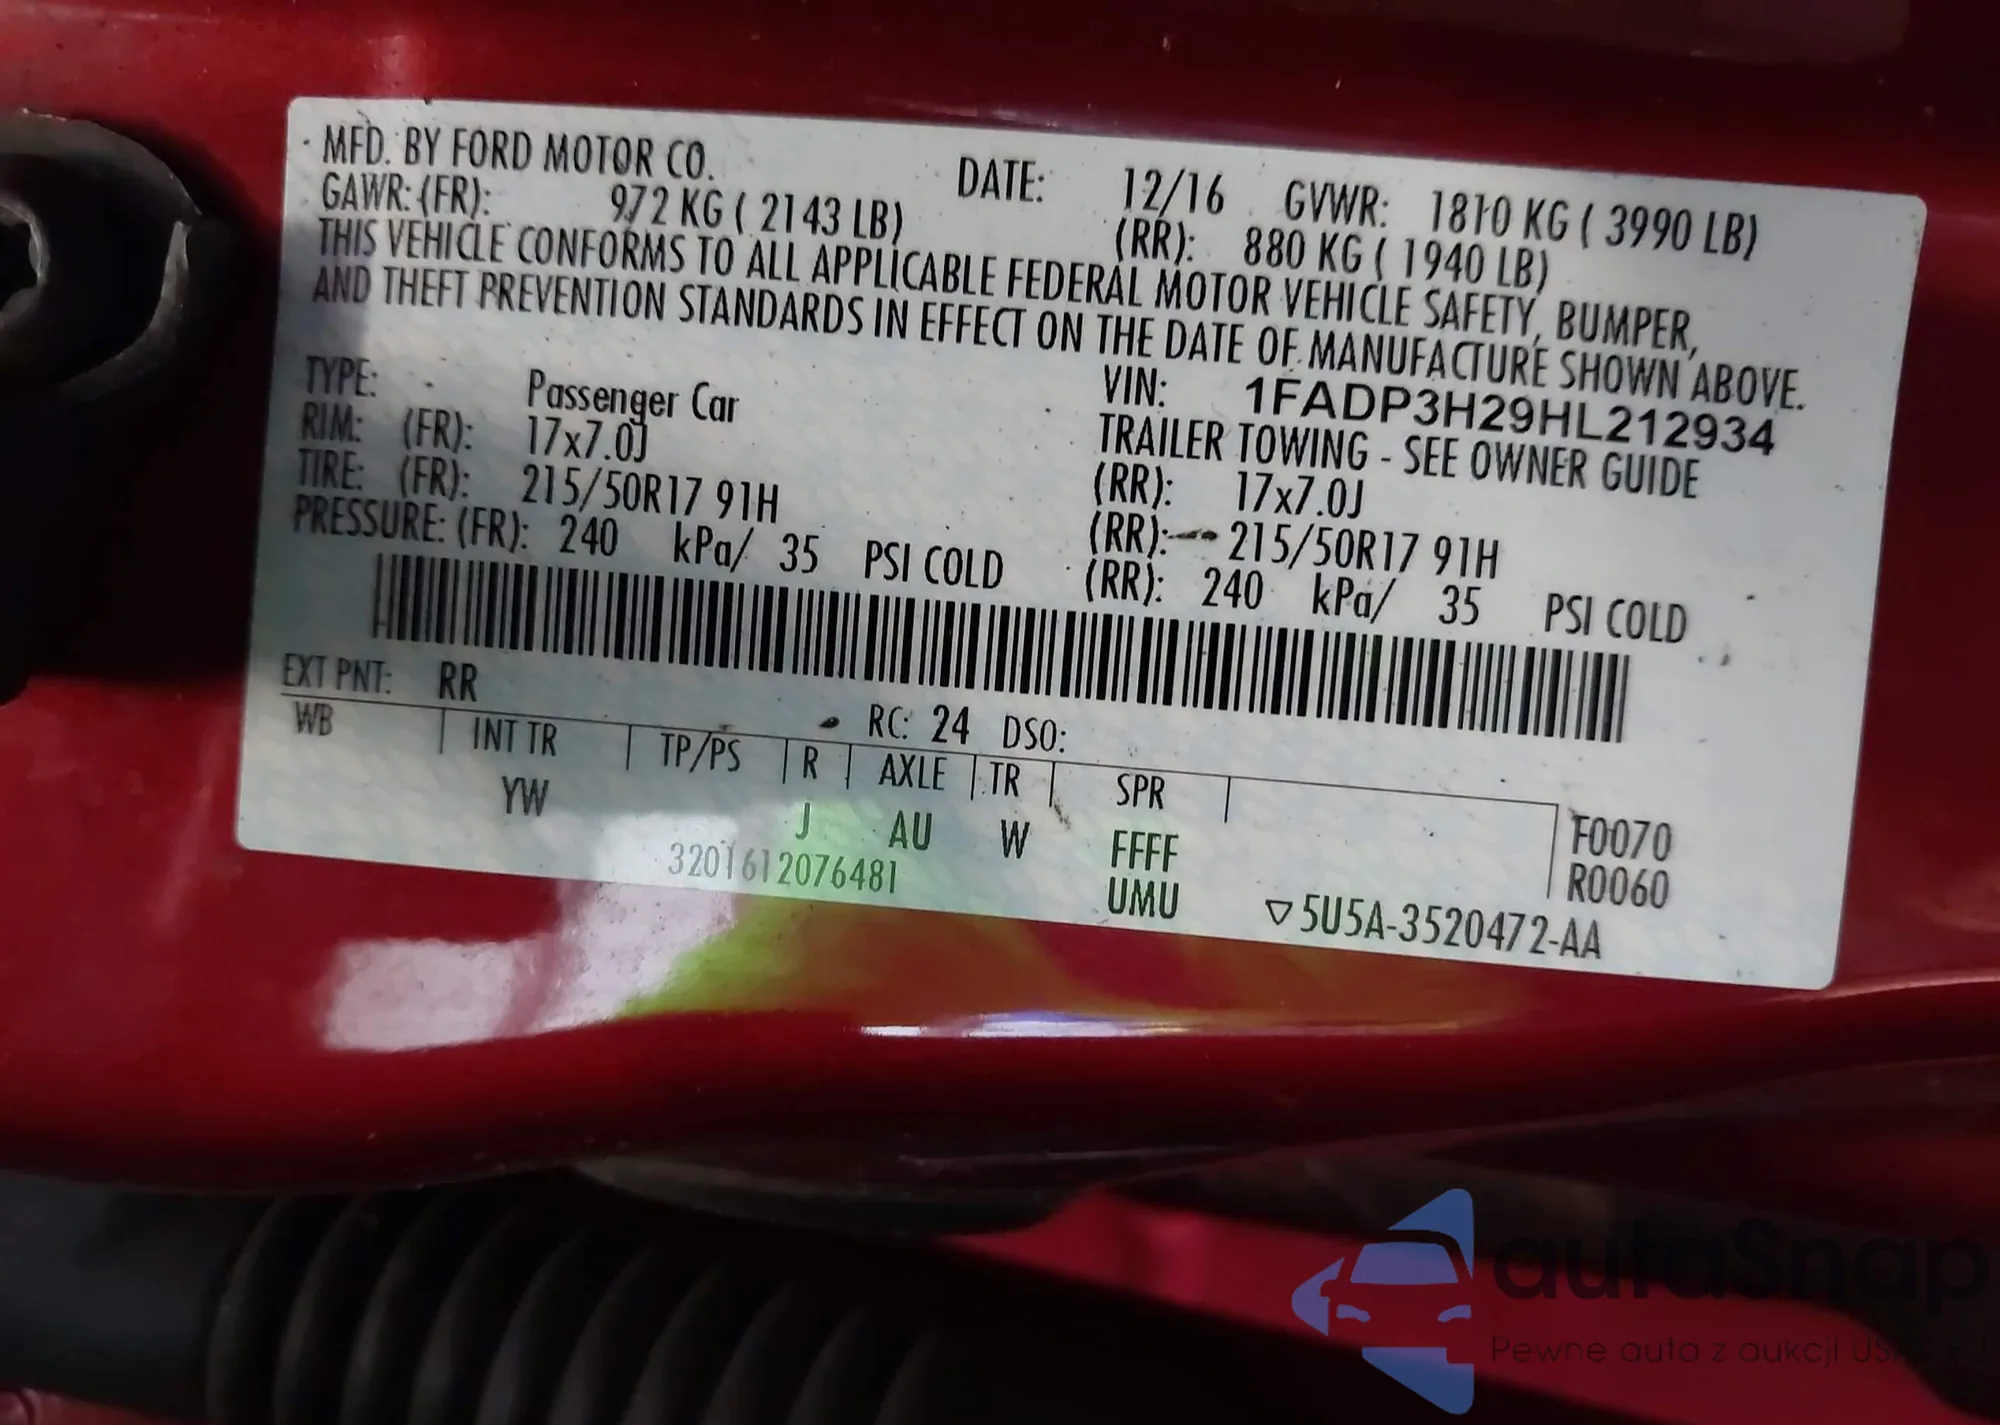 MFD. BY FORD MOTOR CO. DATE: 12/16 GVWR: 1810 KG ( 3990 LB)
GAWR: (FR): 972 KG ( 2143 LB) (RR): 880 KG ( 1940 LB)
THIS VEHICLE CONFORMS TO ALL APPLICABLE FEDERAL MOTOR VEHICLE SAFETY, BUMPER,
AND THEFT PREVENTION STANDARDS IN EFFECT ON THE DATE OF MANUFACTURE SHOWN ABOVE.
VIN: 1FADP3H29HL212934
TYPE: Passenger Car TRAILER TOWING - SEE OWNER GUIDE
RIM: (FR): 17x7.0J (RR): 17x7.0J
TIRE: (FR): 215/50R17 91H (RR): 215/50R17 91H
PRESSURE: (FR): 240 kPa/ 35 PSI COLD (RR): 240 kPa/ 35 PSI COLD
EXT PNT: RR RC: 24 DSO:
WB INT TR TP/PS R AXLE TR SPR
YW J AU W FFFF F0070
3201612076481 UMU R0060
▽5U5A-3520472-AA
autaSnap
Pewne auto z aukcji